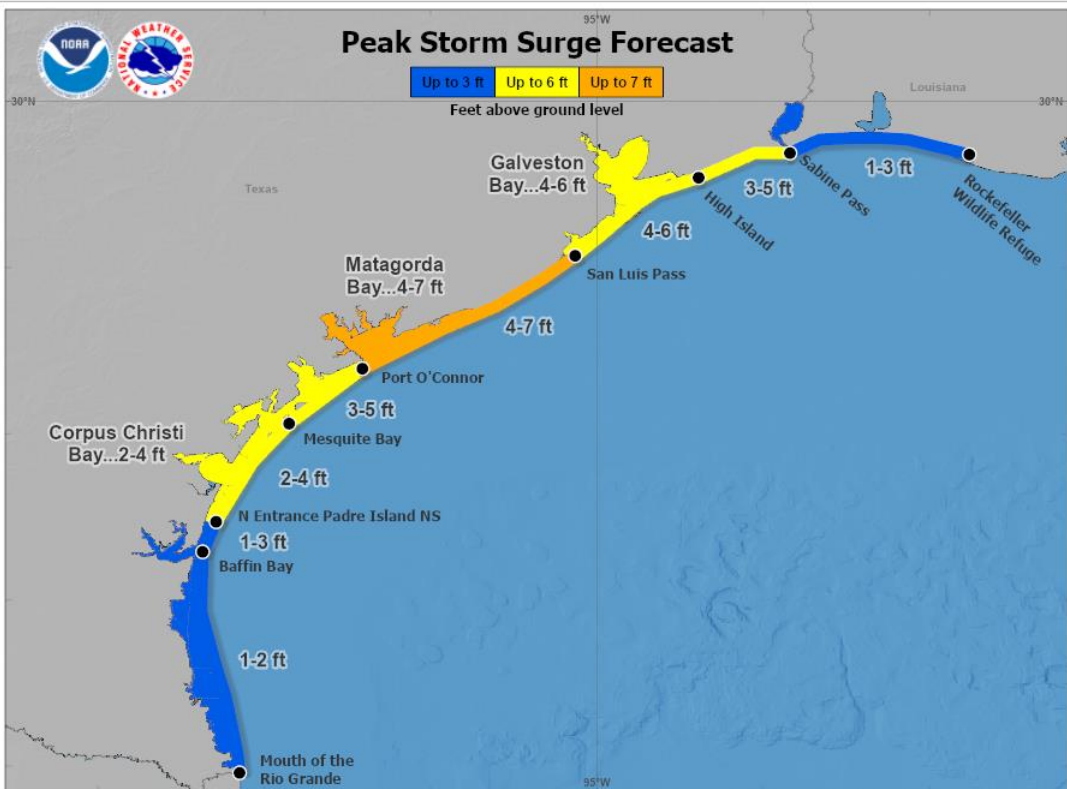 95°W
NOAA
NATIONAL WEATHER SERVICE
Peak Storm Surge Forecast
Up to 3 ft
Up to 6 ft
Up to 7 ft
Feet above ground level
30°N
Louisiana
30°N
Texas
Galveston
Bay...4-6 ft
1-3 ft
Sabine Pass
3-5 ft
High Island
Rockefeller
Wildlife Refuge
4-6 ft
San Luis Pass
Matagorda
Bay...4-7 ft
4-7 ft
Port O'Connor
3-5 ft
Mesquite Bay
Corpus Christi
Bay...2-4 ft
2-4 ft
N Entrance Padre Island NS
1-3 ft
Baffin Bay
1-2 ft
Mouth of the
Rio Grande
95°W